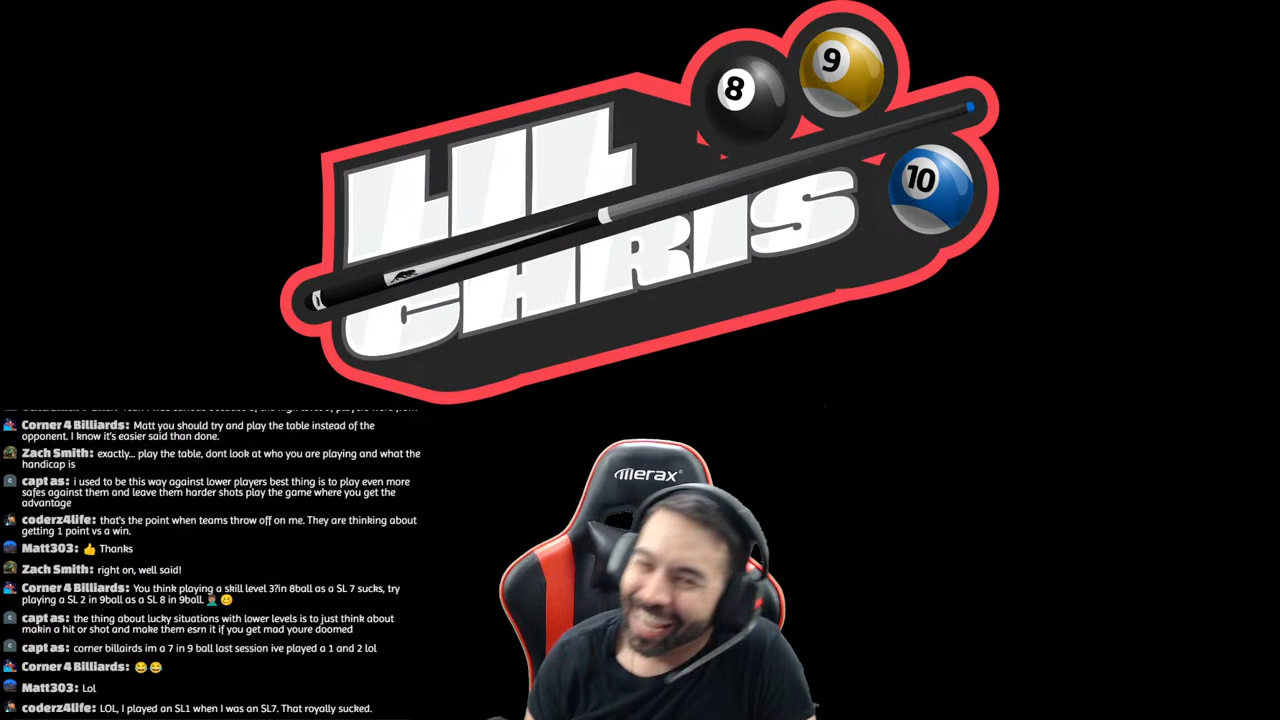 8
9
10
LIL
CHRIS
merax
Corner 4 Billiards: Matt you should try and play the table instead of the
opponent. I know it's easier said than done.
Zach Smith: exactly... play the table, dont look at who you are playing and what the
handicap is
capt as: i used to be this way against lower players best thing is to play even more
safes against them and leave them harder shots play the game where you get the
advantage
coderz4life: that's the point when teams throw off on me. They are thinking about
getting 1 point vs a win.
Matt303: 👍 Thanks
Zach Smith: right on, well said!
Corner 4 Billiards: You think playing a skill level 3?in 8ball as a SL 7 sucks, try
playing a SL 2 in 9ball as a SL 8 in 9ball
capt as: the thing about lucky situations with lower levels is to just think about
makin a hit or shot and make them esrn it if you get mad youre doomed
capt as: corner billairds im a 7 in 9 ball last session ive played a 1 and 2 lol
Corner 4 Billiards: 😂😂
Matt303: Lol
coderz4life: LOL, I played an SL1 when I was an SL7. That royally sucked.